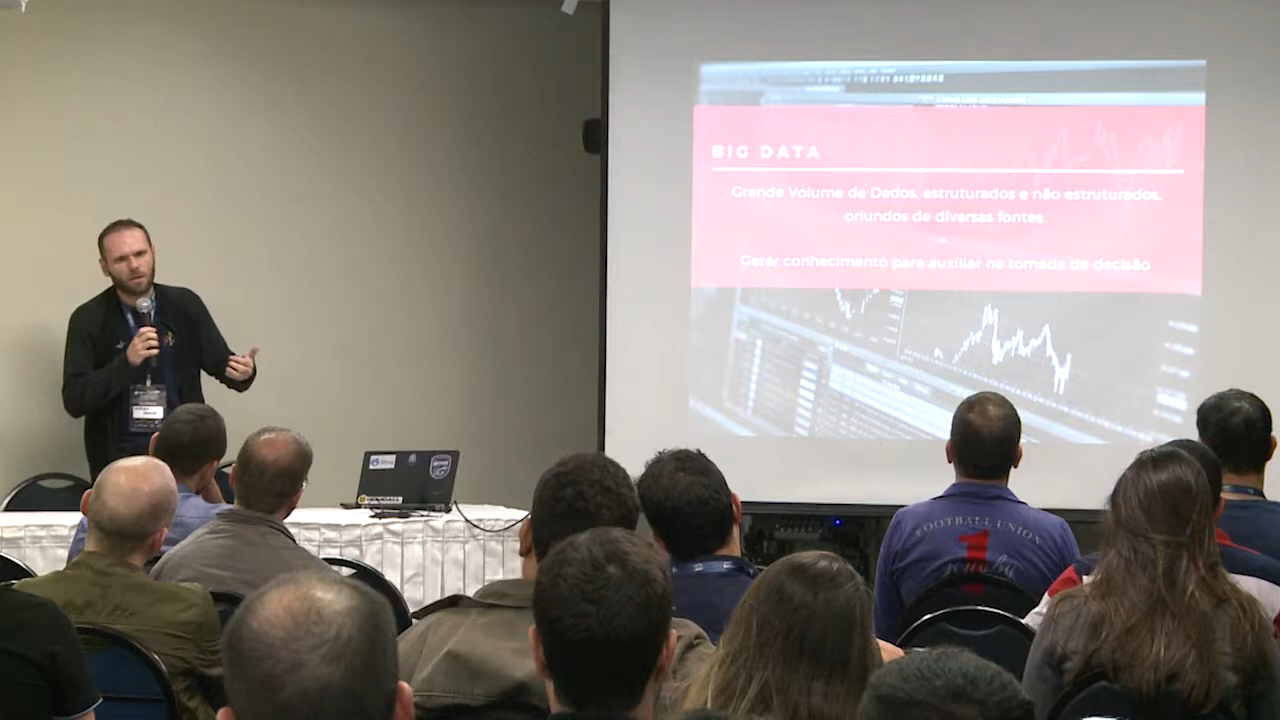 BIG DATA
Grande Volume de Dados, estruturados e não estruturados,
oriundos de diversas fontes
+
Gerar conhecimento para auxiliar na tomada de decisão
FOOTBALL UNION
1